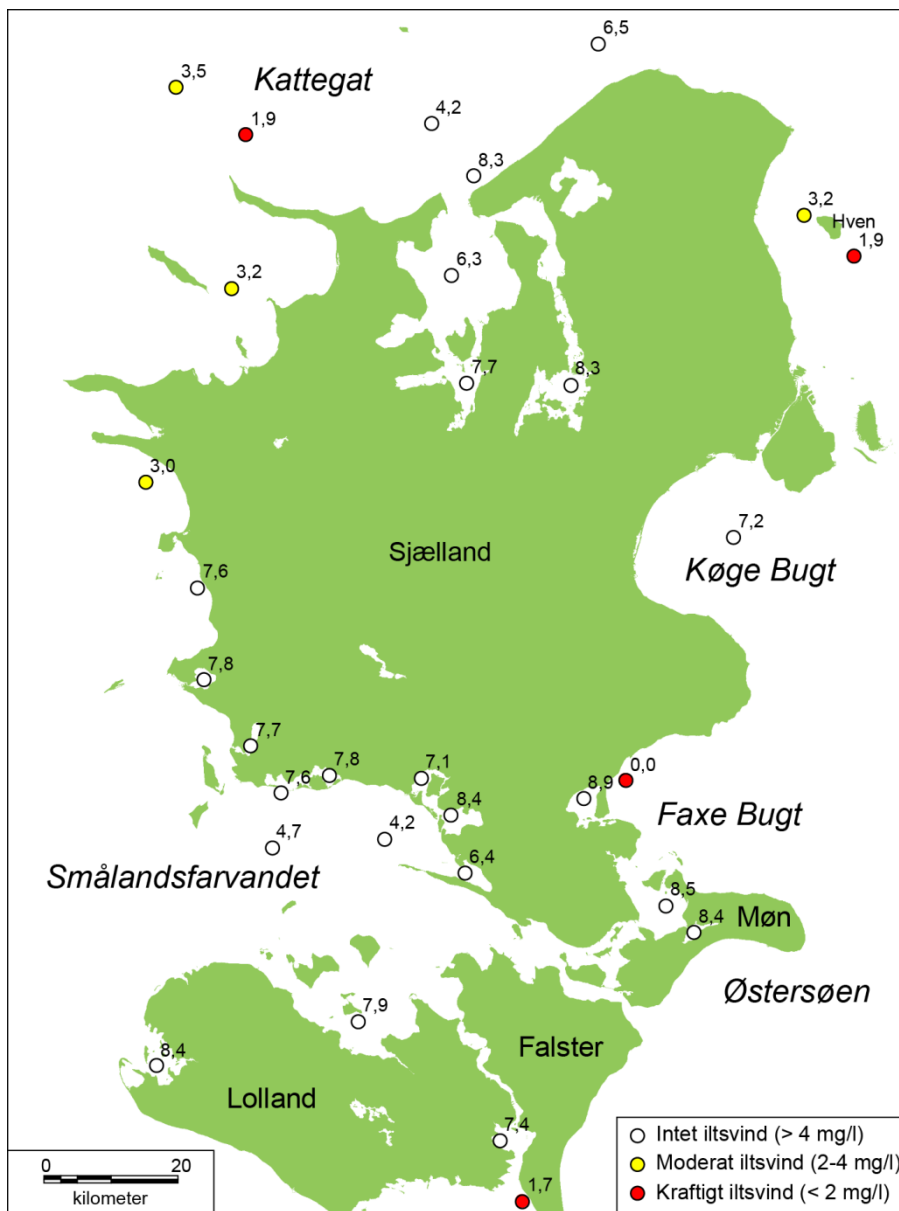 6,5
3,5
Kattegat
1,9
4,2
8,3
3,2
Hven
1,9
6,3
3,2
7,7
8,3
3,0
7,2
Sjælland
Køge Bugt
7,6
7,8
7,7
7,8
7,1
0,0
7,6
8,9
8,4
Faxe Bugt
4,2
4,7
6,4
Smålandsfarvandet
8,5
Møn
8,4
Østersøen
7,9
Falster
8,4
Lolland
7,4
1,7
Intet iltsvind (> 4 mg/l)
Moderat iltsvind (2-4 mg/l)
Kraftigt iltsvind (< 2 mg/l)
0 20
kilometer